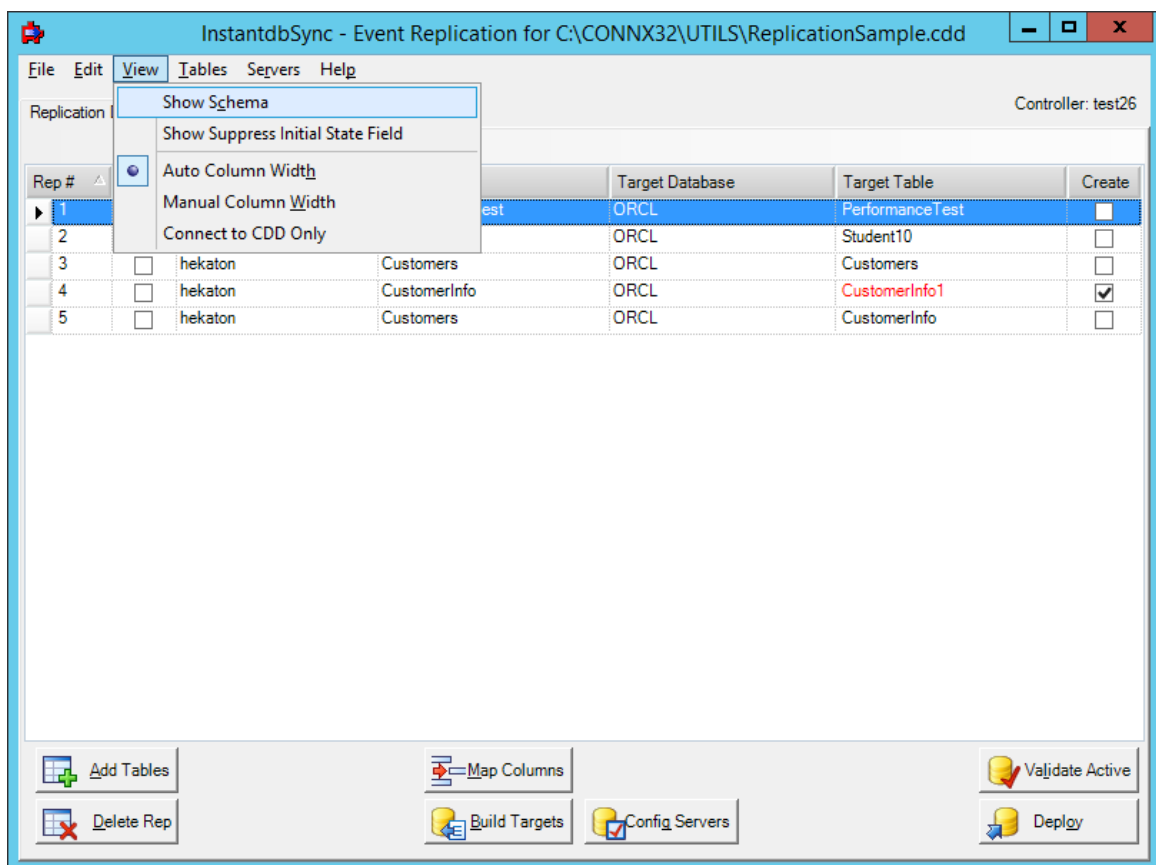 InstantdbSync - Event Replication for C:\CONNX32\UTILS\ReplicationSample.cdd
File Edit View Tables Servers Help
Replication
Controller: test26
Show Schema
Show Suppress Initial State Field
Auto Column Width
Manual Column Width
Connect to CDD Only
Rep # Target Database Target Table Create
1 est ORCL PerformanceTest
2 ORCL Student10
3 hekaton Customers ORCL Customers
4 hekaton CustomerInfo ORCL CustomerInfo1
5 hekaton Customers ORCL CustomerInfo
Add Tables Map Columns Validate Active
Delete Rep Build Targets Config Servers Deploy